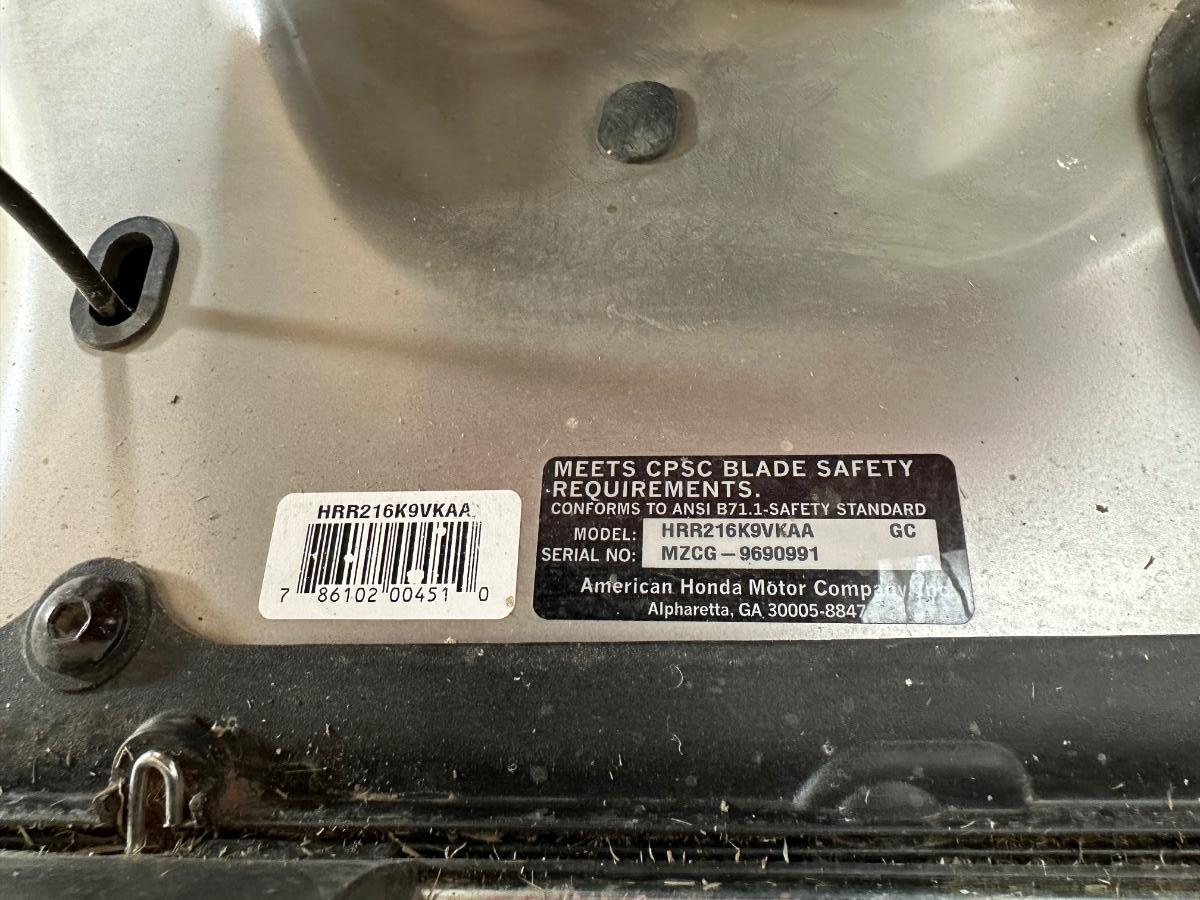 HRR216K9VKAA
7 86102 00451 0
MEETS CPSC BLADE SAFETY
REQUIREMENTS.
CONFORMS TO ANSI B71.1-SAFETY STANDARD
MODEL: HRR216K9VKAA GC
SERIAL NO: MZCG-9690991
American Honda Motor Company, Inc.
Alpharetta, GA 30005-8847